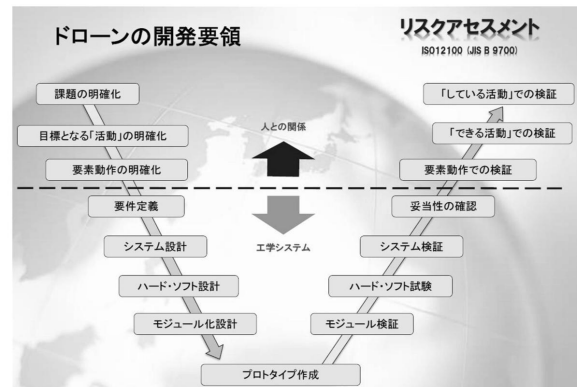 ドローンの開発要領
リスクアセスメント
ISO12100 (JIS B 9700)
課題の明確化
「している活動」での検証
人との関係
目標となる「活動」の明確化
「できる活動」での検証
要素動作の明確化
要素動作での検証
要件定義
妥当性の確認
システム設計
工学システム
システム検証
ハード・ソフト設計
ハード・ソフト試験
モジュール化設計
モジュール検証
プロトタイプ作成